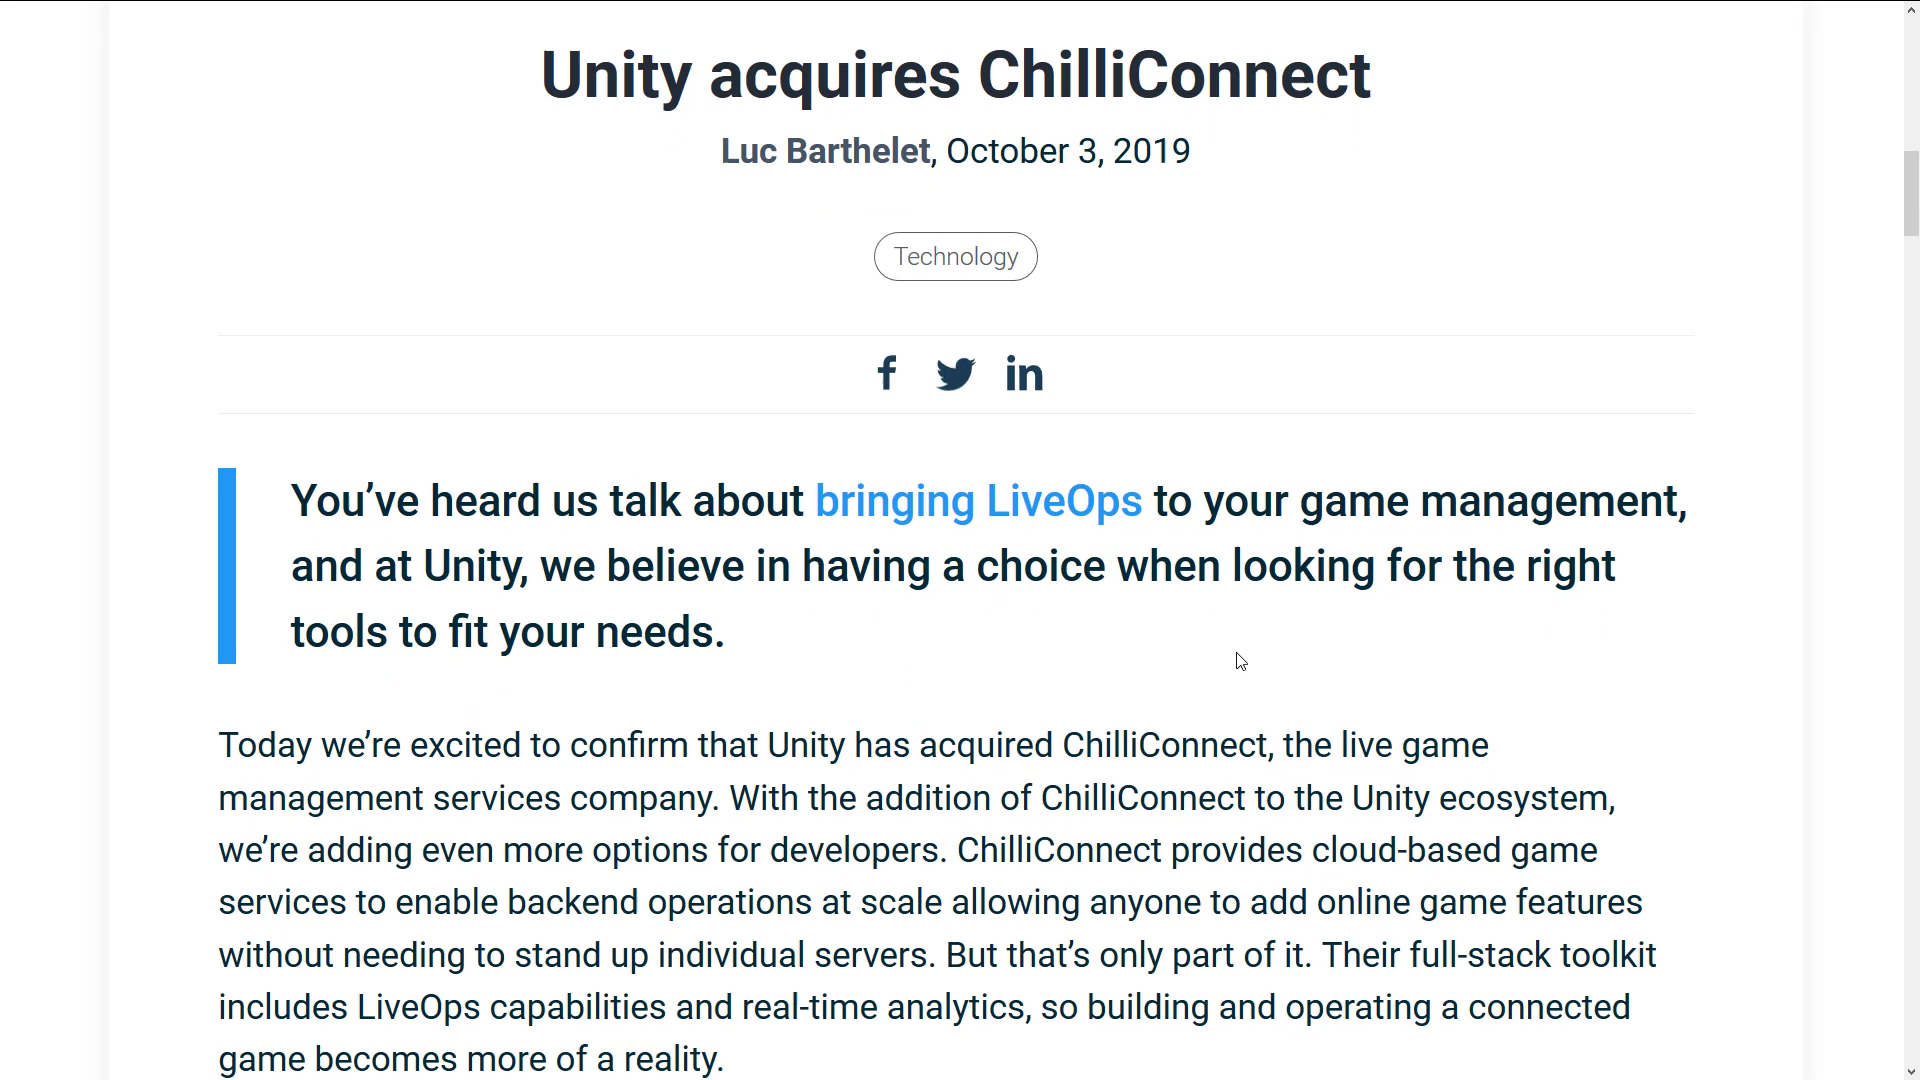 Unity acquires ChilliConnect
Luc Barthelet, October 3, 2019
Technology
You’ve heard us talk about bringing LiveOps to your game management,
and at Unity, we believe in having a choice when looking for the right
tools to fit your needs.
Today we’re excited to confirm that Unity has acquired ChilliConnect, the live game
management services company. With the addition of ChilliConnect to the Unity ecosystem,
we’re adding even more options for developers. ChilliConnect provides cloud-based game
services to enable backend operations at scale allowing anyone to add online game features
without needing to stand up individual servers. But that’s only part of it. Their full-stack toolkit
includes LiveOps capabilities and real-time analytics, so building and operating a connected
game becomes more of a reality.